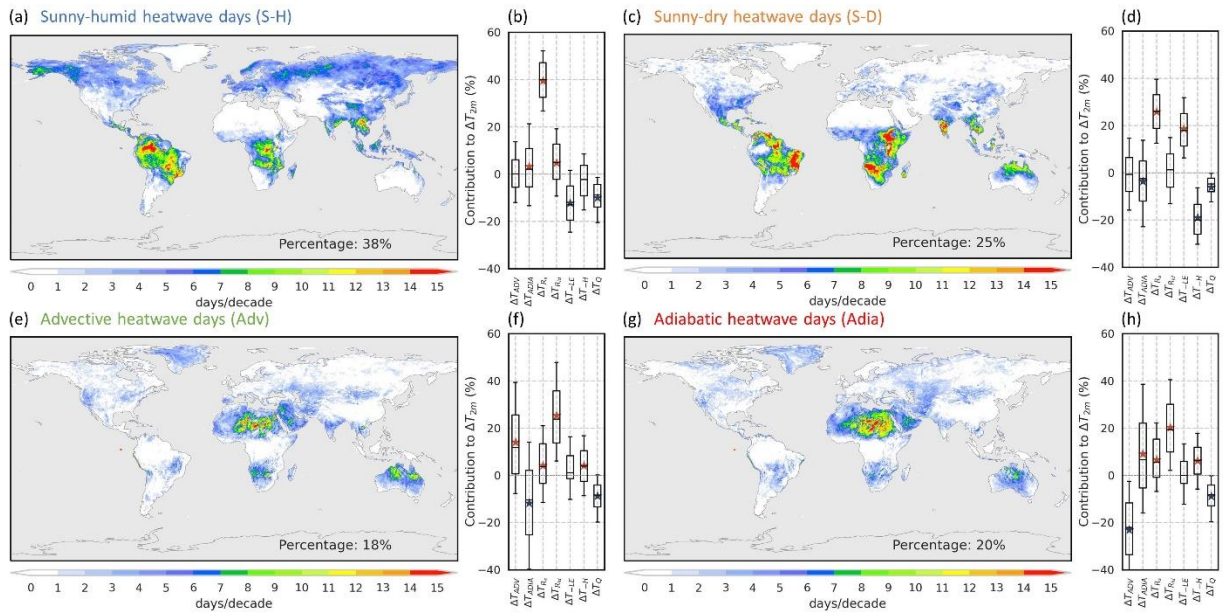 (a) Sunny-humid heatwave days (S-H)
Percentage: 38%
0 1 2 3 4 5 6 7 8 9 10 11 12 13 14 15
days/decade
(b)
Contribution to ΔT2m (%)
60
40
20
0
−20
−40
ΔTADV ΔTADIA ΔTRs ΔTRld ΔT−LE ΔT−H ΔTQ
(c) Sunny-dry heatwave days (S-D)
Percentage: 25%
0 1 2 3 4 5 6 7 8 9 10 11 12 13 14 15
days/decade
(d)
Contribution to ΔT2m (%)
60
40
20
0
−20
−40
ΔTADV ΔTADIA ΔT−LE ΔT−H ΔTQ
(e) Advective heatwave days (Adv)
Percentage: 18%
0 1 2 3 4 5 6 7 8 9 10 11 12 13 14 15
days/decade
(f)
Contribution to ΔT2m (%)
60
40
20
0
−20
−40
ΔTADV ΔTADIA ΔT−LE ΔT−H ΔTQ
(g) Adiabatic heatwave days (Adia)
Percentage: 20%
0 1 2 3 4 5 6 7 8 9 10 11 12 13 14 15
days/decade
(h)
Contribution to ΔT2m (%)
60
40
20
0
−20
−40
ΔTADV ΔTADIA ΔT−LE ΔT−H ΔTQ